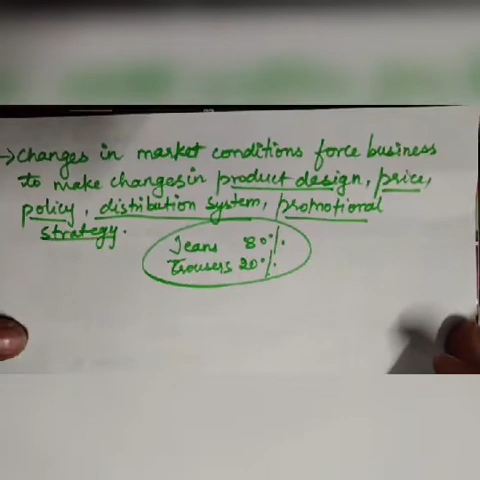 → changes in market conditions force business
to make changes in product design, price,
policy, distribution system, promotional
strategy.
Jeans 80%.
Trousers 20%.